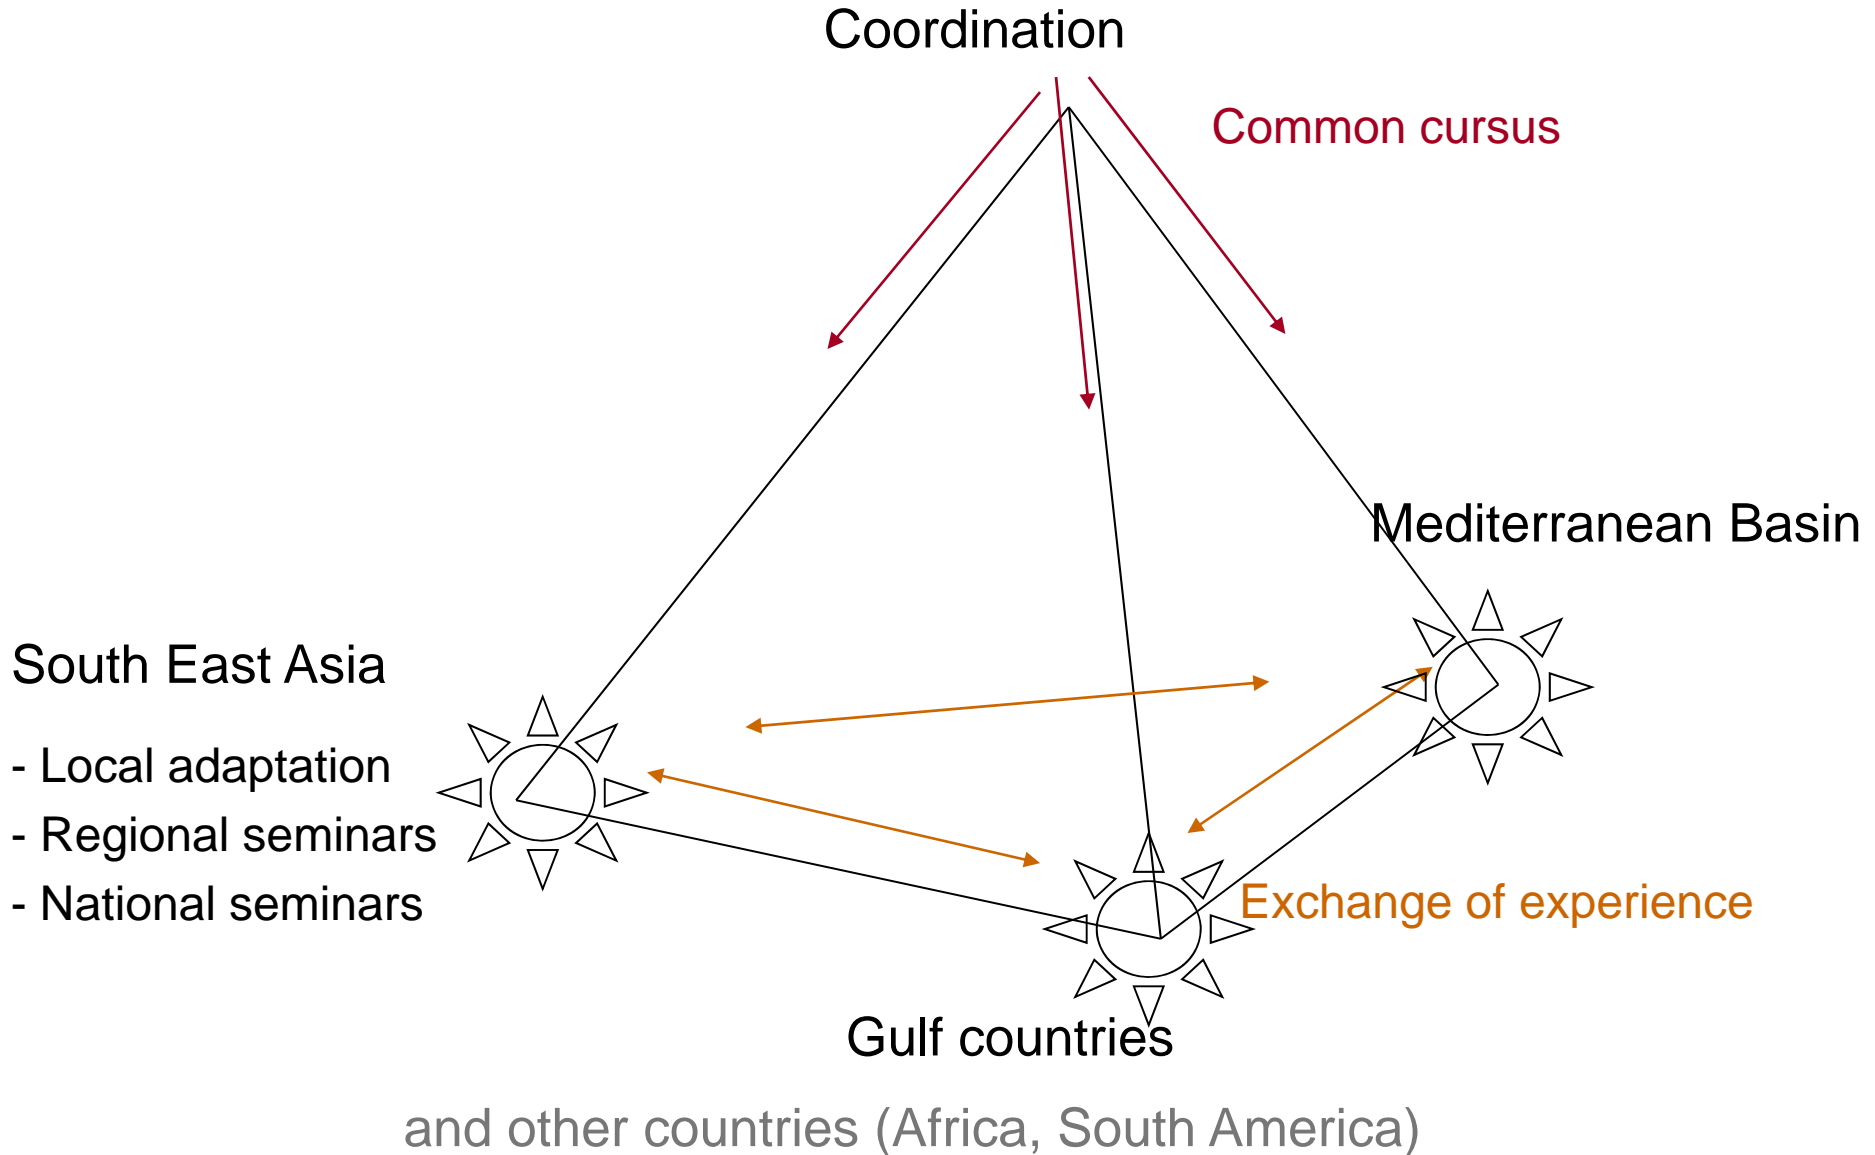 Coordination
Common cursus
Mediterranean Basin
South East Asia
- Local adaptation
- Regional seminars
- National seminars
Exchange of experience
Gulf countries
and other countries (Africa, South America)